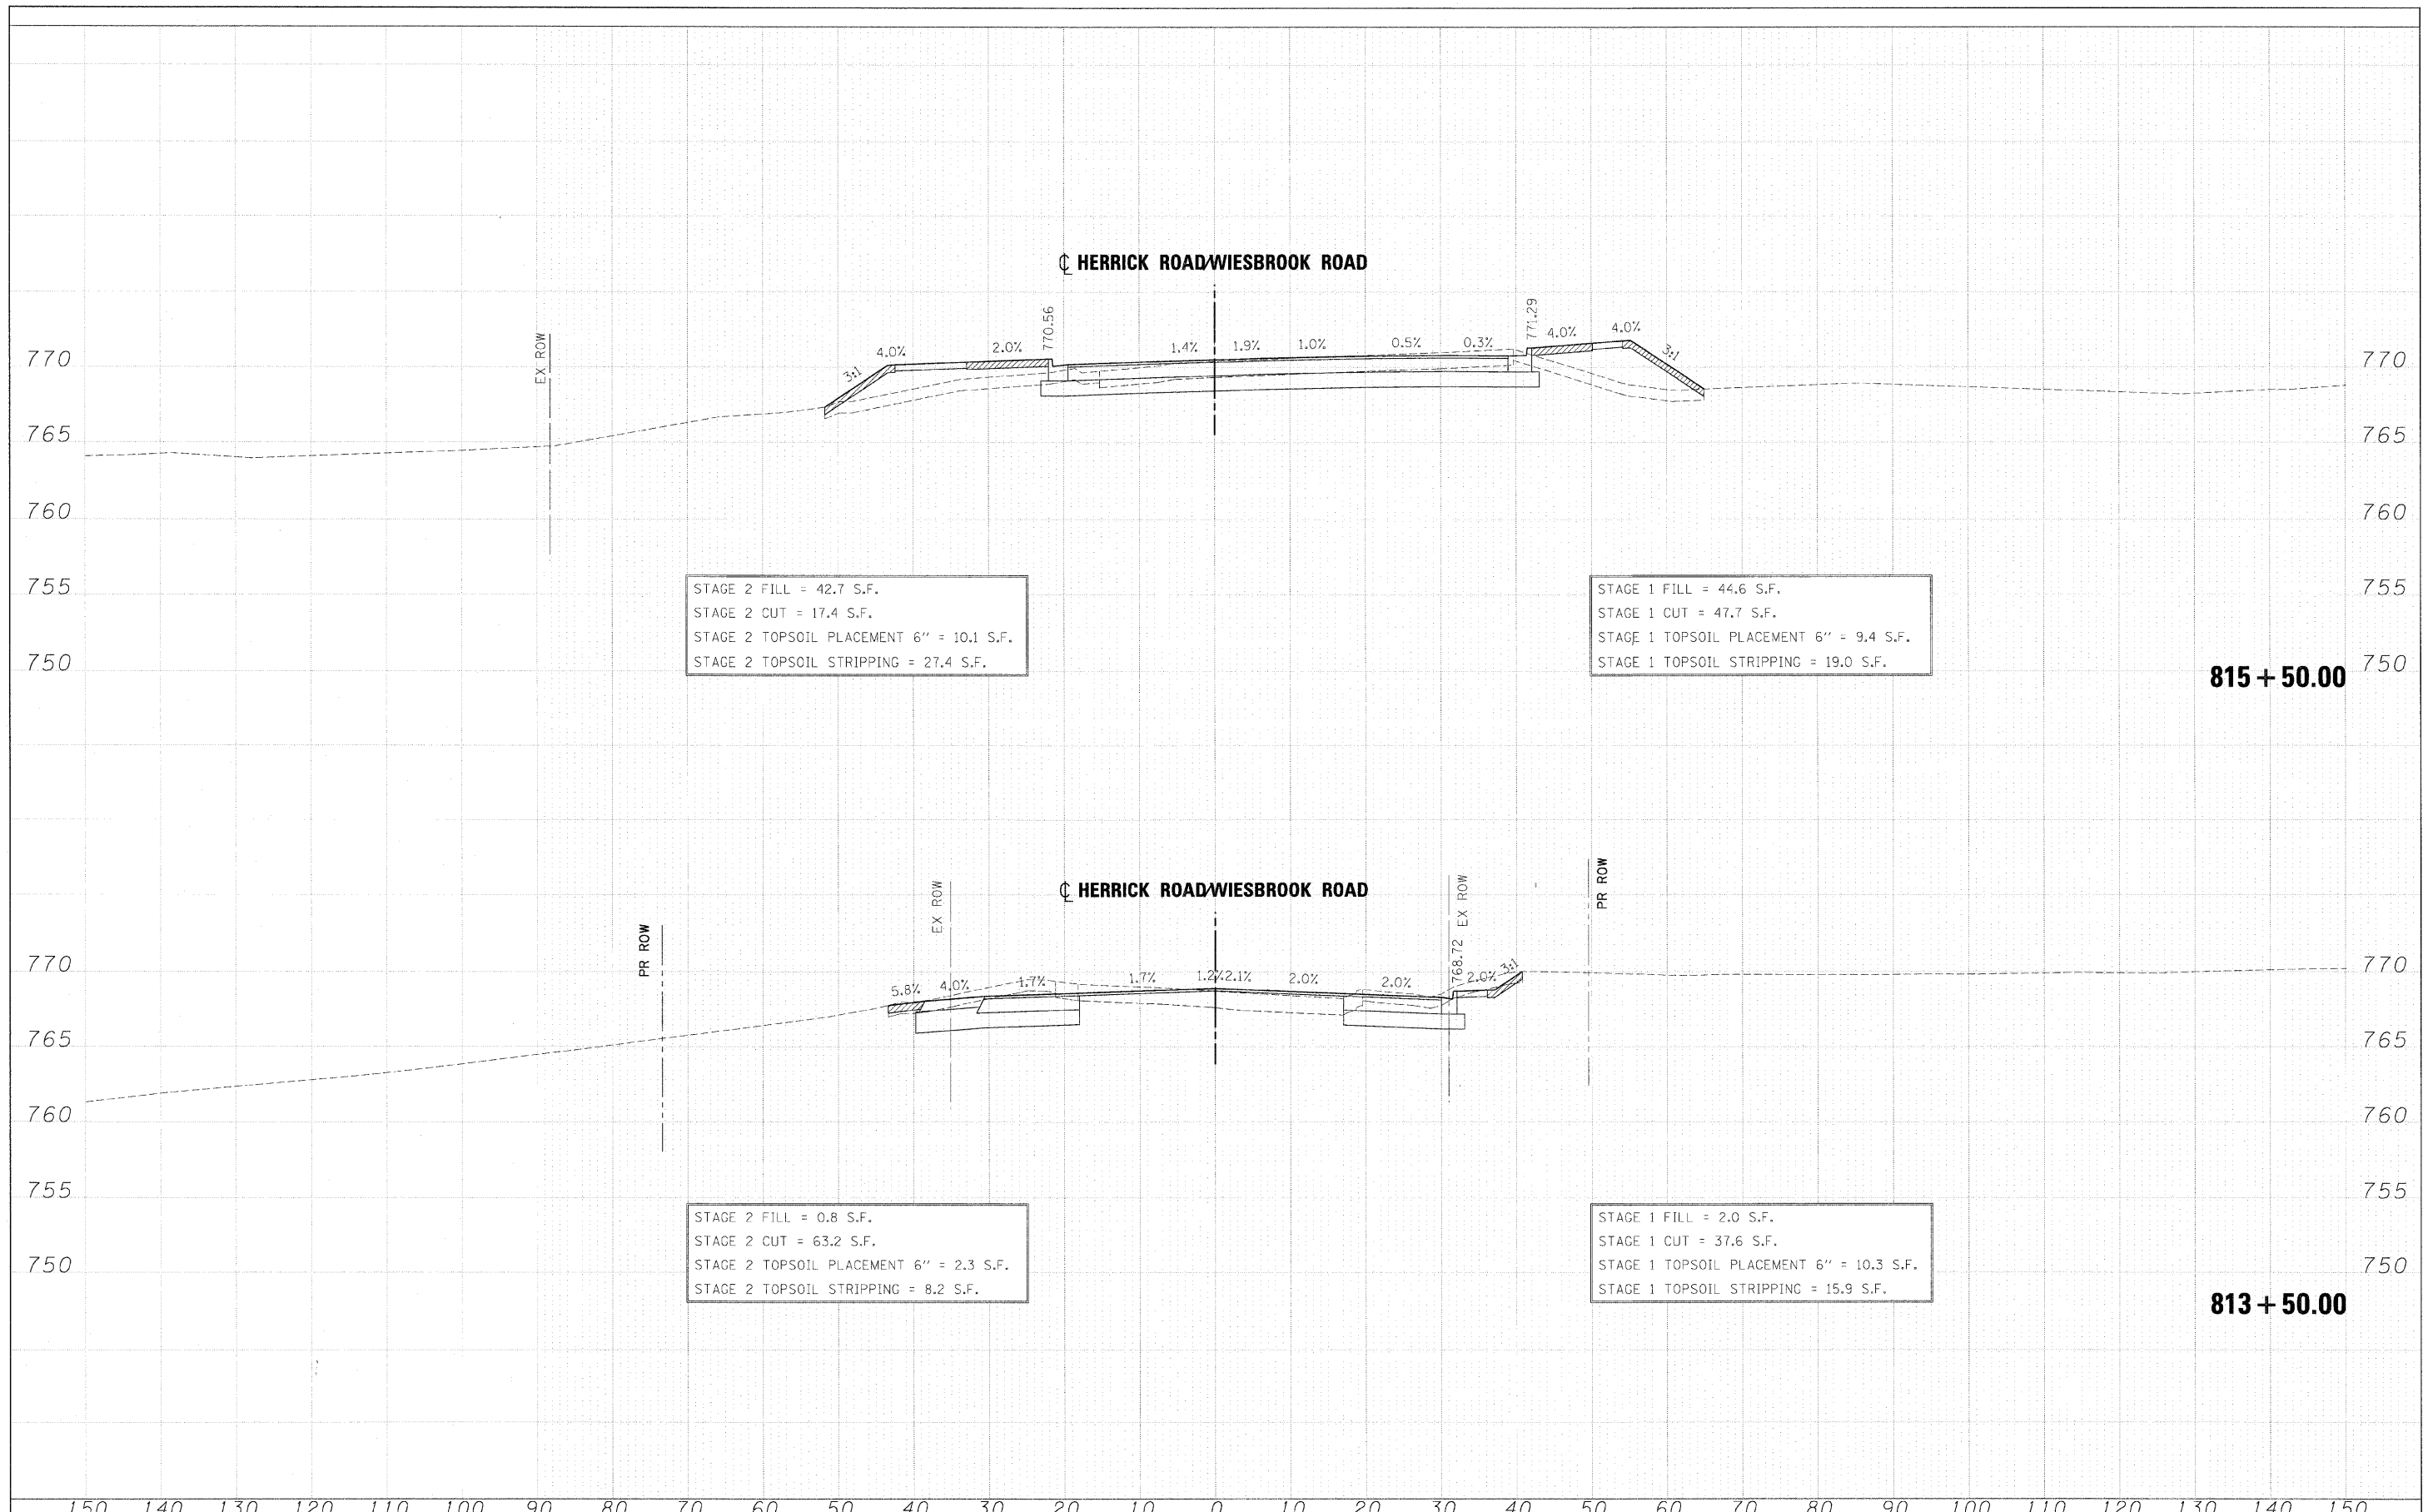 ℄ HERRICK ROAD/WIESBROOK ROAD
EX ROW
770.56
771.29
4.0%
2.0%
1.4%
1.9%
1.0%
0.5%
0.3%
4.0%
4.0%
3:1
3:1
770
770
765
765
760
760
755
755
750
750
STAGE 2 FILL = 42.7 S.F.
STAGE 2 CUT = 17.4 S.F.
STAGE 2 TOPSOIL PLACEMENT 6" = 10.1 S.F.
STAGE 2 TOPSOIL STRIPPING = 27.4 S.F.
STAGE 1 FILL = 44.6 S.F.
STAGE 1 CUT = 47.7 S.F.
STAGE 1 TOPSOIL PLACEMENT 6" = 9.4 S.F.
STAGE 1 TOPSOIL STRIPPING = 19.0 S.F.
815+50.00
℄ HERRICK ROAD/WIESBROOK ROAD
PR ROW
EX ROW
EX ROW
PR ROW
768.72
5.8%
4.0%
1.7%
1.7%
1.2%
2.1%
2.0%
2.0%
2.0%
3:1
770
770
765
765
760
760
755
755
750
750
STAGE 2 FILL = 0.8 S.F.
STAGE 2 CUT = 63.2 S.F.
STAGE 2 TOPSOIL PLACEMENT 6" = 2.3 S.F.
STAGE 2 TOPSOIL STRIPPING = 8.2 S.F.
STAGE 1 FILL = 2.0 S.F.
STAGE 1 CUT = 37.6 S.F.
STAGE 1 TOPSOIL PLACEMENT 6" = 10.3 S.F.
STAGE 1 TOPSOIL STRIPPING = 15.9 S.F.
813+50.00
150 140 130 120 110 100 90 80 70 60 50 40 30 20 10 0 10 20 30 40 50 60 70 80 90 100 110 120 130 140 150